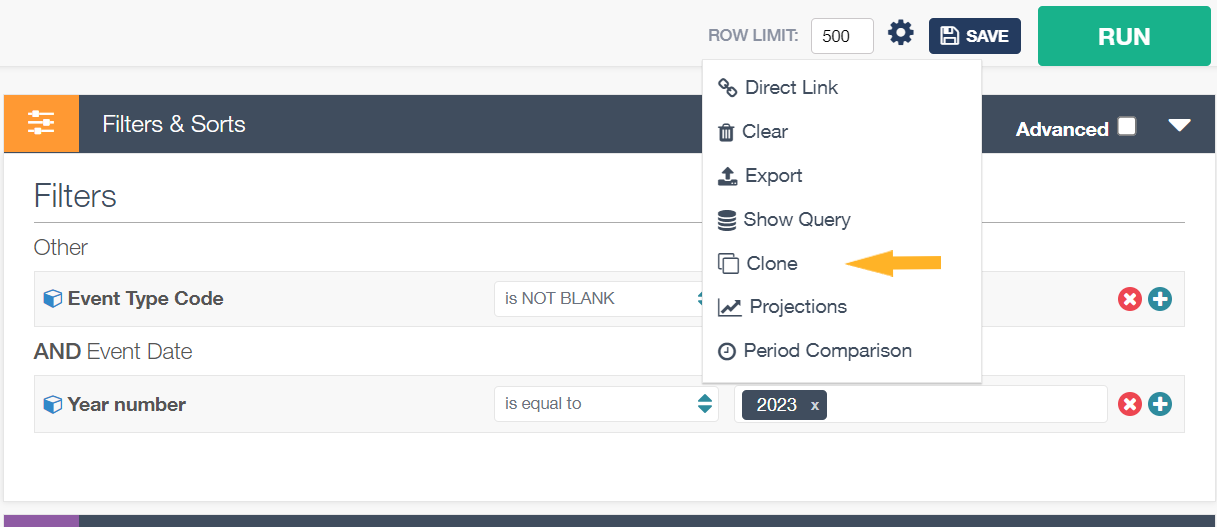 ROW LIMIT: 500 SAVE RUN
Direct Link
Clear
Export
Show Query
Clone
Projections
Period Comparison
Filters & Sorts Advanced
Filters
Other
Event Type Code is NOT BLANK
AND Event Date
Year number is equal to 2023 x